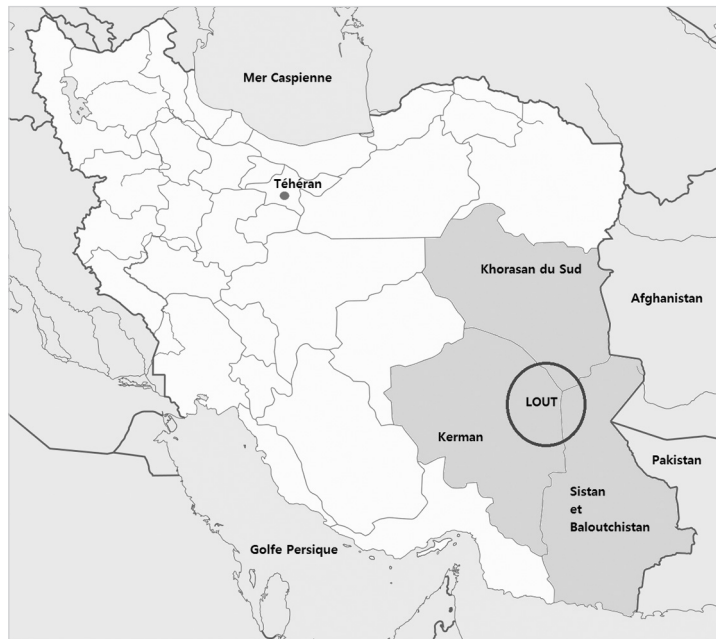 Mer Caspienne
Téhéran
Khorasan du Sud
Afghanistan
LOUT
Kerman
Pakistan
Sistan
et
Baloutchistan
Golfe Persique